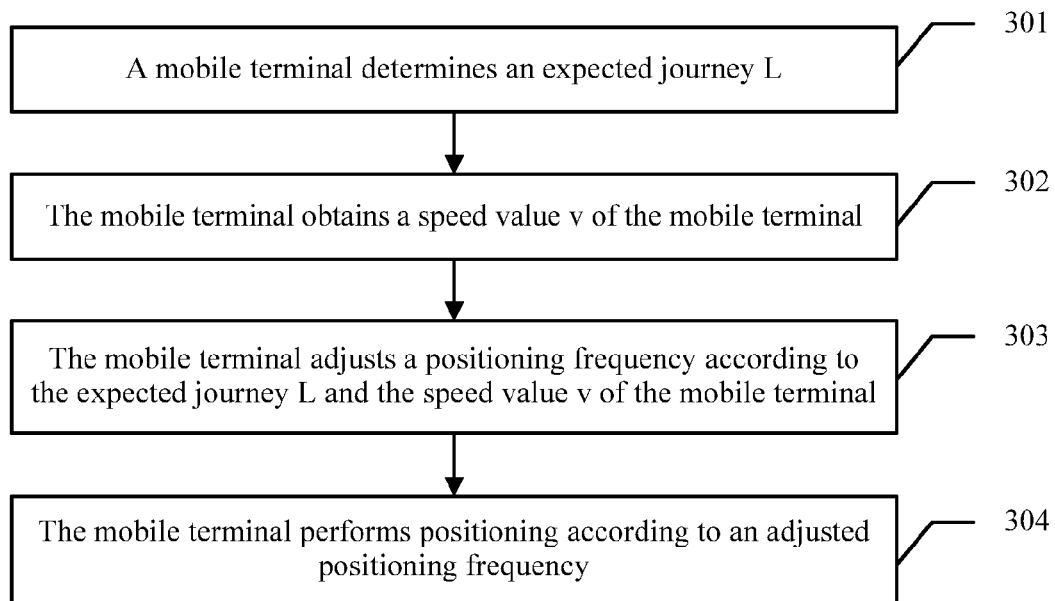 301
A mobile terminal determines an expected journey L
302
The mobile terminal obtains a speed value v of the mobile terminal
303
The mobile terminal adjusts a positioning frequency according to
the expected journey L and the speed value v of the mobile terminal
304
The mobile terminal performs positioning according to an adjusted
positioning frequency